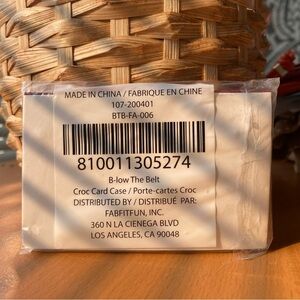 MADE IN CHINA / FABRIQUE EN CHINE
107-200401
BTB-FA-006
810011305274
B-low The Belt
Croc Card Case / Porte-cartes Croc
DISTRIBUTED BY / DISTRIBUÉ PAR:
FABFITFUN, INC.
360 N LA CIENEGA BLVD
LOS ANGELES, CA 90048